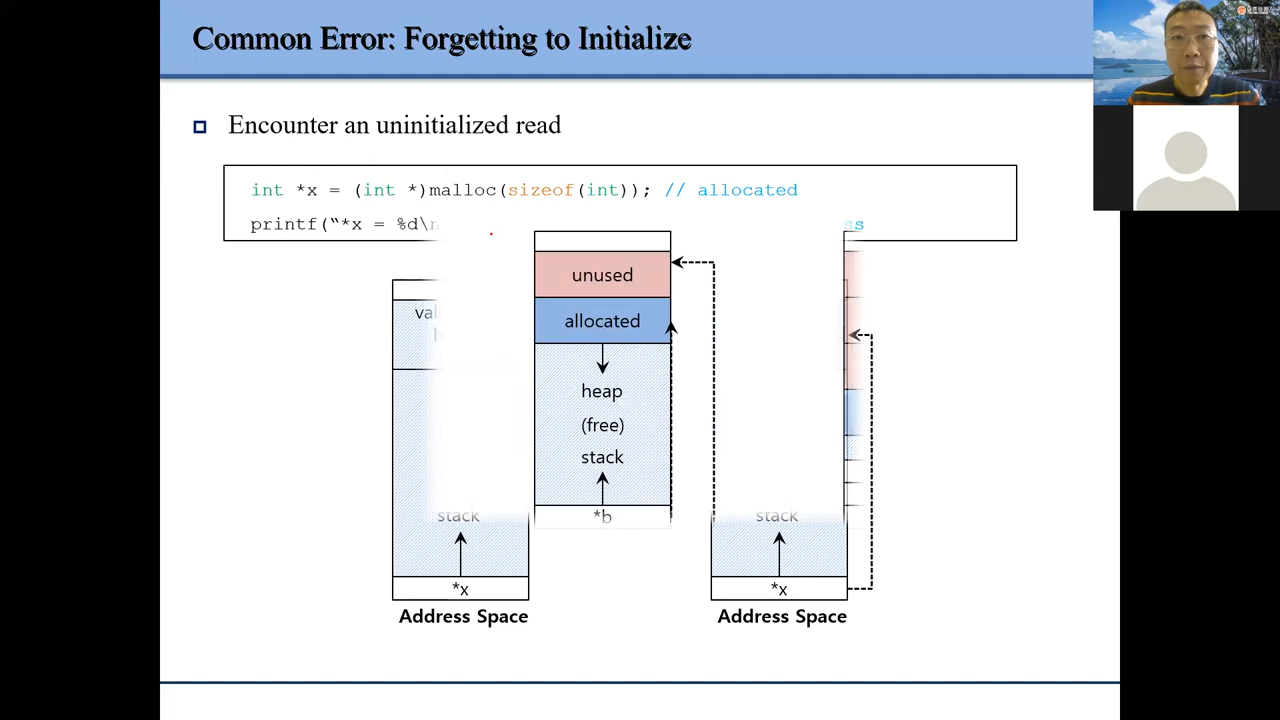 Common Error: Forgetting to Initialize
Encounter an uninitialized read
int *x = (int *)malloc(sizeof(int)); // allocated
printf(“*x = %d\n
unused
allocated
heap
(free)
stack
*b
stack
*x
Address Space
stack
*x
Address Space